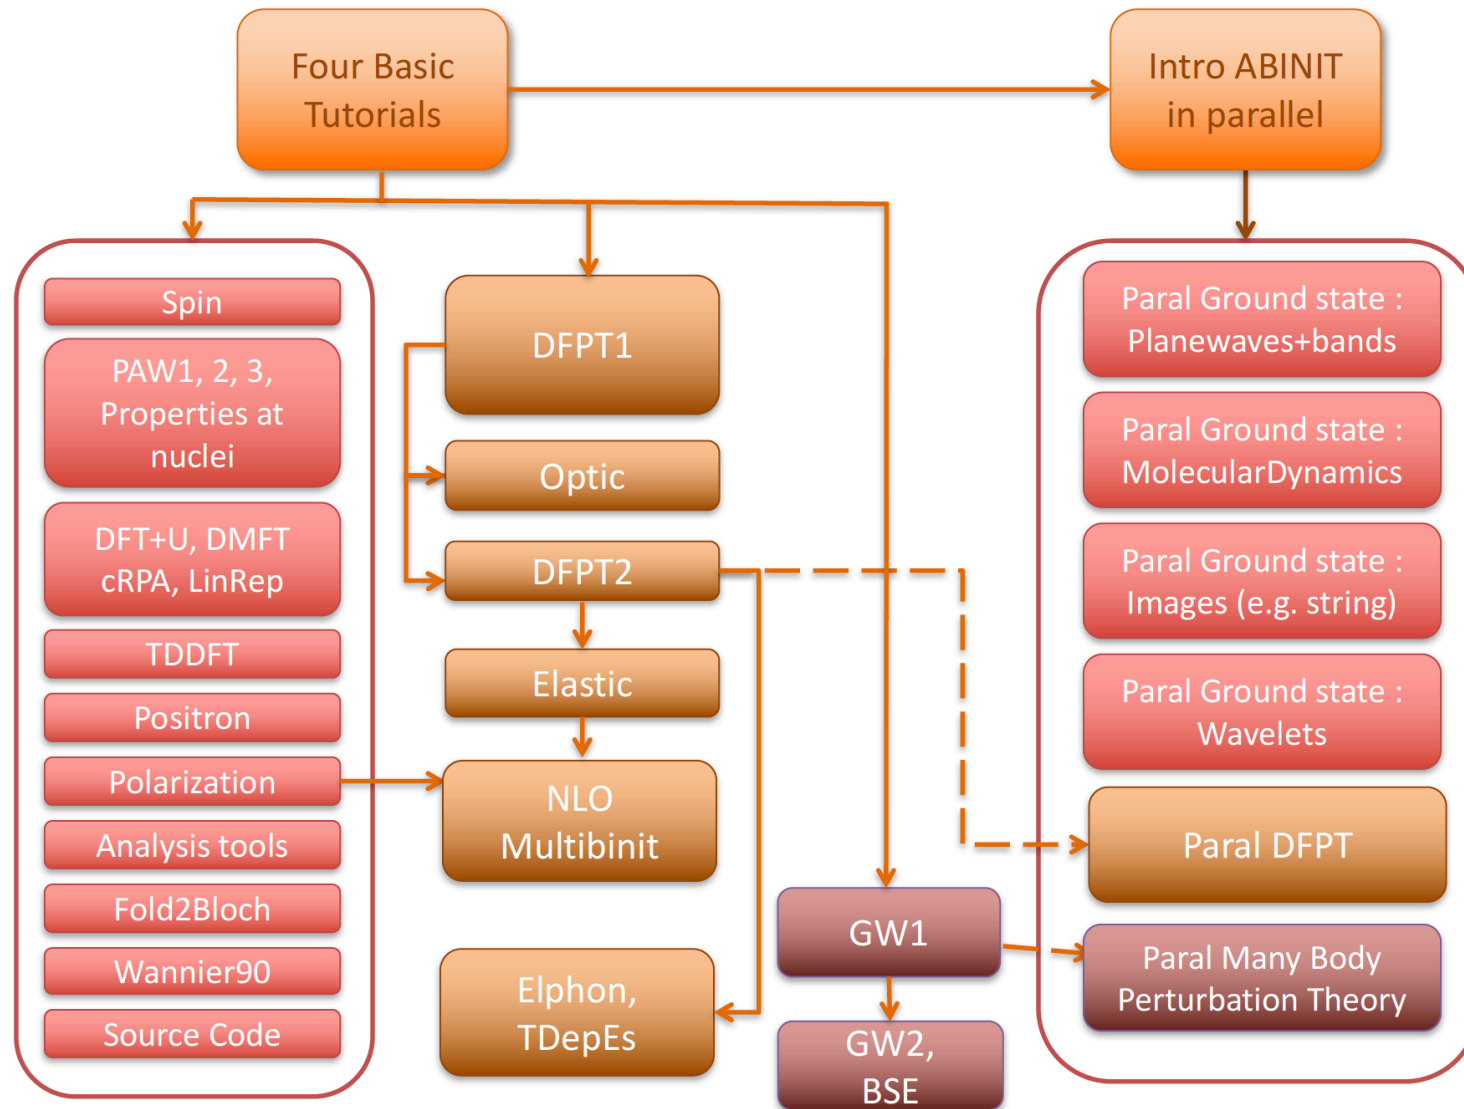 Four Basic
Tutorials
Intro ABINIT
in parallel
Spin
PAW1, 2, 3,
Properties at
nuclei
DFT+U, DMFT
cRPA, LinRep
TDDFT
Positron
Polarization
Analysis tools
Fold2Bloch
Wannier90
Source Code
DFPT1
Optic
DFPT2
Elastic
NLO
Multibinit
Elphon,
TDepEs
GW1
GW2,
BSE
Paral Ground state :
Planewaves+bands
Paral Ground state :
MolecularDynamics
Paral Ground state :
Images (e.g. string)
Paral Ground state :
Wavelets
Paral DFPT
Paral Many Body
Perturbation Theory